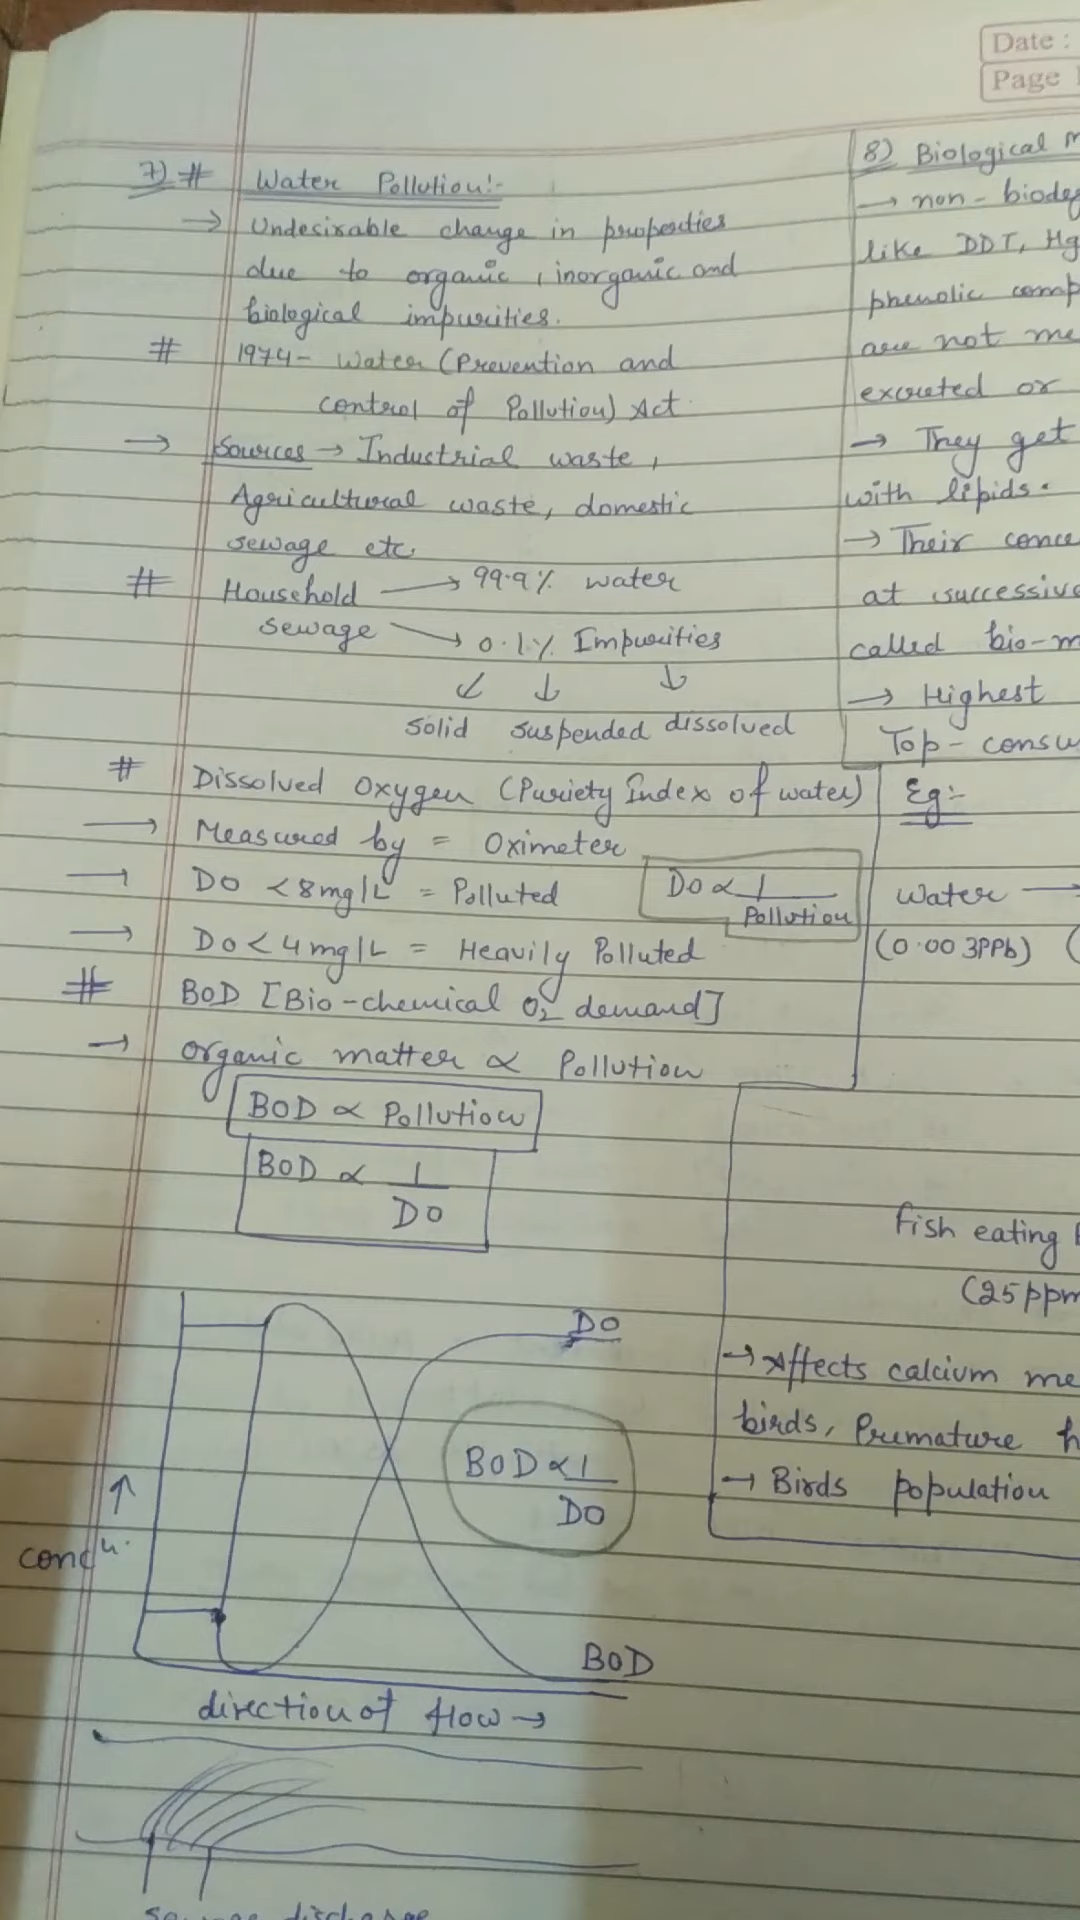 Date :
Page
7) # Water Pollution:-
→ Undesirable change in properties
due to organic, inorganic and
biological impurities.
# 1974- Water (Prevention and
control of Pollution) Act.
→ Sources → Industrial waste,
Agricultural waste, domestic
sewage etc.
# Household → 99.9% water
sewage → 0.1% Impurities
↙ ↓ ↓
solid suspended dissolved
# Dissolved Oxygen (Puriety Index of water)
→ Measured by = Oximeter
→ DO < 8mg/L = Polluted
DO ∝ 1/Pollution
→ Do < 4mg/L = Heavily Polluted
# BOD [Bio-chemical O2 demand]
→ organic matter ∝ Pollution
BOD ∝ Pollution
BOD ∝ 1/DO
DO
BOD ∝ 1/DO
↑
concn.
BOD
direction of flow →
discharge
8) Biological
→ non-biodeg
like DDT, Hg
phenolic comp
are not me
excreted or
→ They get
with lipids.
→ Their conce
at successive
called bio-m
→ Highest
Top-consu
Eg:-
Water →
(0.003PPb) (
fish eating
(25ppm
→ Affects calcium me
birds, Premature h
→ Birds population